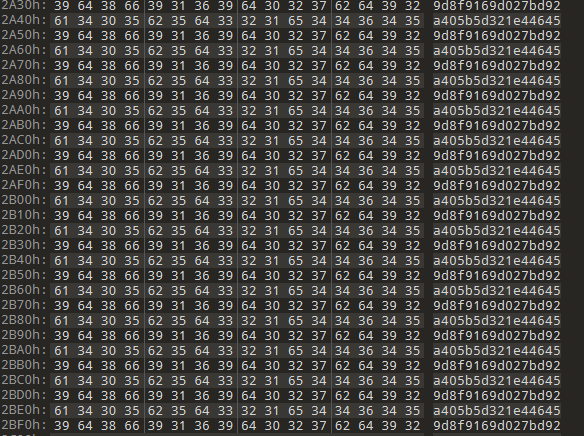 2A30h: 39 64 38 66 39 31 36 39 64 30 32 37 62 64 39 32 9d8f9169d027bd92
2A40h: 61 34 30 35 62 35 64 33 32 31 65 34 34 36 34 35 a405b5d321e44645
2A50h: 39 64 38 66 39 31 36 39 64 30 32 37 62 64 39 32 9d8f9169d027bd92
2A60h: 61 34 30 35 62 35 64 33 32 31 65 34 34 36 34 35 a405b5d321e44645
2A70h: 39 64 38 66 39 31 36 39 64 30 32 37 62 64 39 32 9d8f9169d027bd92
2A80h: 61 34 30 35 62 35 64 33 32 31 65 34 34 36 34 35 a405b5d321e44645
2A90h: 39 64 38 66 39 31 36 39 64 30 32 37 62 64 39 32 9d8f9169d027bd92
2AA0h: 61 34 30 35 62 35 64 33 32 31 65 34 34 36 34 35 a405b5d321e44645
2AB0h: 39 64 38 66 39 31 36 39 64 30 32 37 62 64 39 32 9d8f9169d027bd92
2AC0h: 61 34 30 35 62 35 64 33 32 31 65 34 34 36 34 35 a405b5d321e44645
2AD0h: 39 64 38 66 39 31 36 39 64 30 32 37 62 64 39 32 9d8f9169d027bd92
2AE0h: 61 34 30 35 62 35 64 33 32 31 65 34 34 36 34 35 a405b5d321e44645
2AF0h: 39 64 38 66 39 31 36 39 64 30 32 37 62 64 39 32 9d8f9169d027bd92
2B00h: 61 34 30 35 62 35 64 33 32 31 65 34 34 36 34 35 a405b5d321e44645
2B10h: 39 64 38 66 39 31 36 39 64 30 32 37 62 64 39 32 9d8f9169d027bd92
2B20h: 61 34 30 35 62 35 64 33 32 31 65 34 34 36 34 35 a405b5d321e44645
2B30h: 39 64 38 66 39 31 36 39 64 30 32 37 62 64 39 32 9d8f9169d027bd92
2B40h: 61 34 30 35 62 35 64 33 32 31 65 34 34 36 34 35 a405b5d321e44645
2B50h: 39 64 38 66 39 31 36 39 64 30 32 37 62 64 39 32 9d8f9169d027bd92
2B60h: 61 34 30 35 62 35 64 33 32 31 65 34 34 36 34 35 a405b5d321e44645
2B70h: 39 64 38 66 39 31 36 39 64 30 32 37 62 64 39 32 9d8f9169d027bd92
2B80h: 61 34 30 35 62 35 64 33 32 31 65 34 34 36 34 35 a405b5d321e44645
2B90h: 39 64 38 66 39 31 36 39 64 30 32 37 62 64 39 32 9d8f9169d027bd92
2BA0h: 61 34 30 35 62 35 64 33 32 31 65 34 34 36 34 35 a405b5d321e44645
2BB0h: 39 64 38 66 39 31 36 39 64 30 32 37 62 64 39 32 9d8f9169d027bd92
2BC0h: 61 34 30 35 62 35 64 33 32 31 65 34 34 36 34 35 a405b5d321e44645
2BD0h: 39 64 38 66 39 31 36 39 64 30 32 37 62 64 39 32 9d8f9169d027bd92
2BE0h: 61 34 30 35 62 35 64 33 32 31 65 34 34 36 34 35 a405b5d321e44645
2BF0h: 39 64 38 66 39 31 36 39 64 30 32 37 62 64 39 32 9d8f9169d027bd92